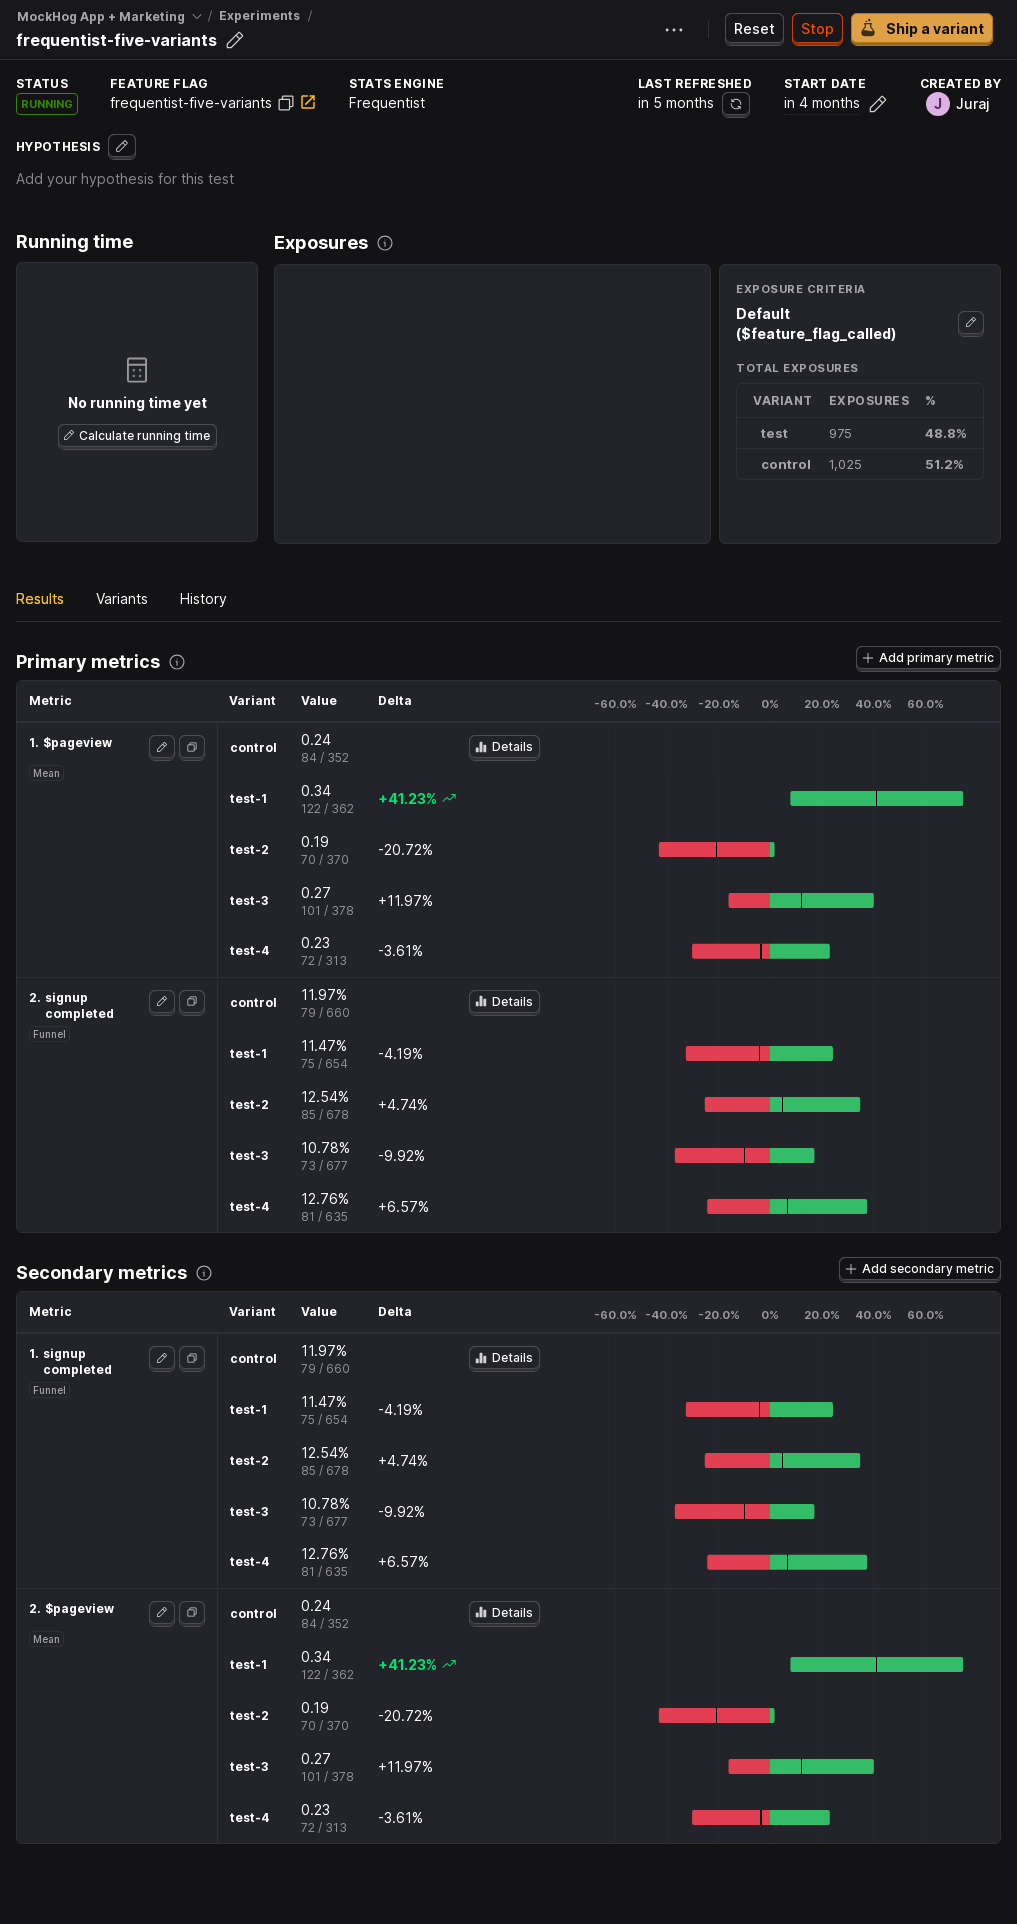 MockHog App + Marketing / Experiments /
frequentist-five-variants
Reset
Stop
Ship a variant
STATUS
RUNNING
FEATURE FLAG
frequentist-five-variants
STATS ENGINE
Frequentist
LAST REFRESHED
in 5 months
START DATE
in 4 months
CREATED BY
J Juraj
HYPOTHESIS
Add your hypothesis for this test
Running time
No running time yet
Calculate running time
Exposures
EXPOSURE CRITERIA
Default
($feature_flag_called)
TOTAL EXPOSURES
VARIANT EXPOSURES %
test 975 48.8%
control 1,025 51.2%
Results Variants History
Primary metrics
Add primary metric
Metric Variant Value Delta -60.0% -40.0% -20.0% 0% 20.0% 40.0% 60.0%
1. $pageview
Mean
control 0.24 Details
84 / 352
test-1 0.34 +41.23%
122 / 362
test-2 0.19 -20.72%
70 / 370
test-3 0.27 +11.97%
101 / 378
test-4 0.23 -3.61%
72 / 313
2. signup
completed
Funnel
control 11.97% Details
79 / 660
test-1 11.47% -4.19%
75 / 654
test-2 12.54% +4.74%
85 / 678
test-3 10.78% -9.92%
73 / 677
test-4 12.76% +6.57%
81 / 635
Secondary metrics
Add secondary metric
Metric Variant Value Delta -60.0% -40.0% -20.0% 0% 20.0% 40.0% 60.0%
1. signup
completed
Funnel
control 11.97% Details
79 / 660
test-1 11.47% -4.19%
75 / 654
test-2 12.54% +4.74%
85 / 678
test-3 10.78% -9.92%
73 / 677
test-4 12.76% +6.57%
81 / 635
2. $pageview
Mean
control 0.24 Details
84 / 352
test-1 0.34 +41.23%
122 / 362
test-2 0.19 -20.72%
70 / 370
test-3 0.27 +11.97%
101 / 378
test-4 0.23 -3.61%
72 / 313